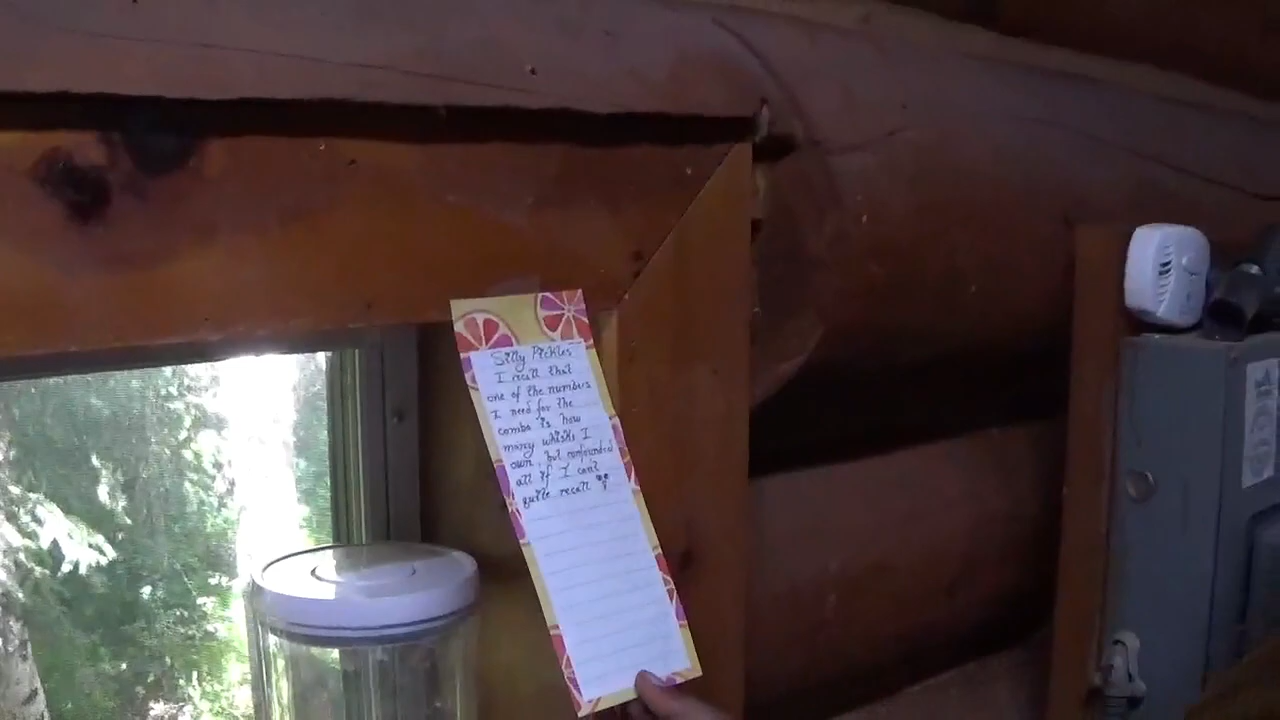 Silly Pickles
I recall that
one of the numbers
I need for the
combo is how
many whisks I
own, but confounded
all if I can't
quite recall